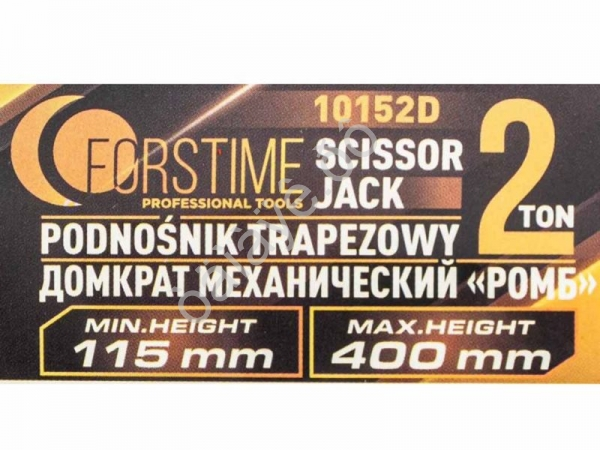 10152D
FORSTIME
PROFESSIONAL TOOLS
SCISSOR
JACK
2
TON
PODNOŚNIK TRAPEZOWY
ДОМКРАТ МЕХАНИЧЕСКИЙ «РОМБ»
MIN.HEIGHT
115 mm
MAX.HEIGHT
400 mm